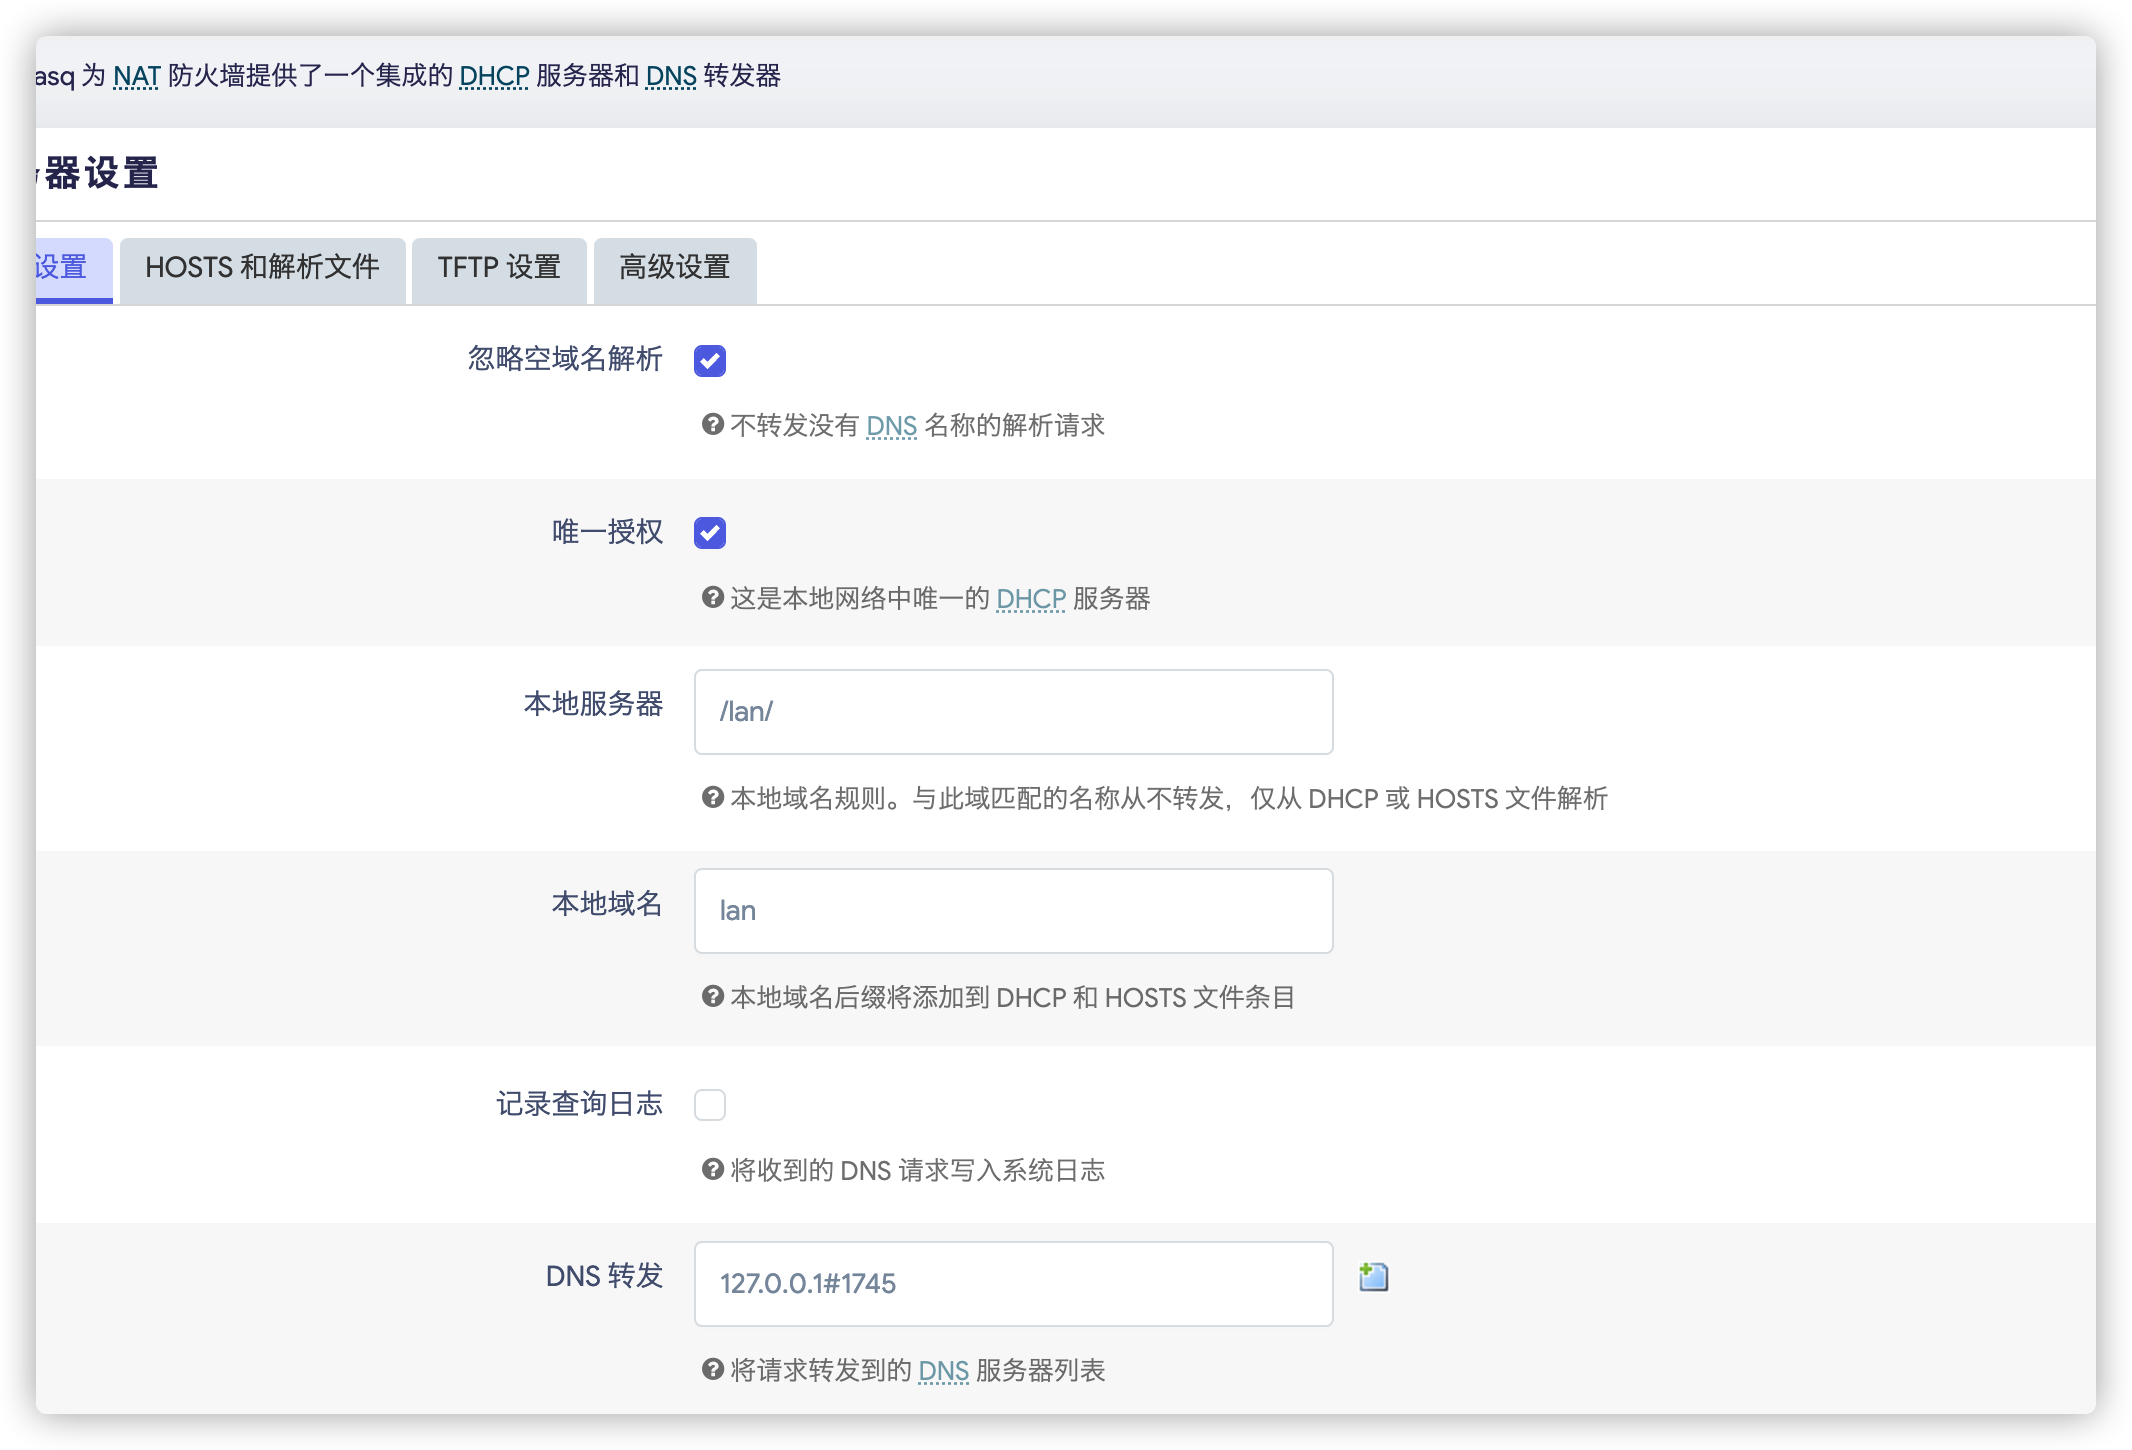 asq 为 NAT 防火墙提供了一个集成的 DHCP 服务器和 DNS 转发器
器设置
设置 HOSTS 和解析文件 TFTP 设置 高级设置
忽略空域名解析
不转发没有 DNS 名称的解析请求
唯一授权
这是本地网络中唯一的 DHCP 服务器
本地服务器 /lan/
本地域名规则。与此域匹配的名称从不转发，仅从 DHCP 或 HOSTS 文件解析
本地域名 lan
本地域名后缀将添加到 DHCP 和 HOSTS 文件条目
记录查询日志
将收到的 DNS 请求写入系统日志
DNS 转发 127.0.0.1#1745
将请求转发到的 DNS 服务器列表